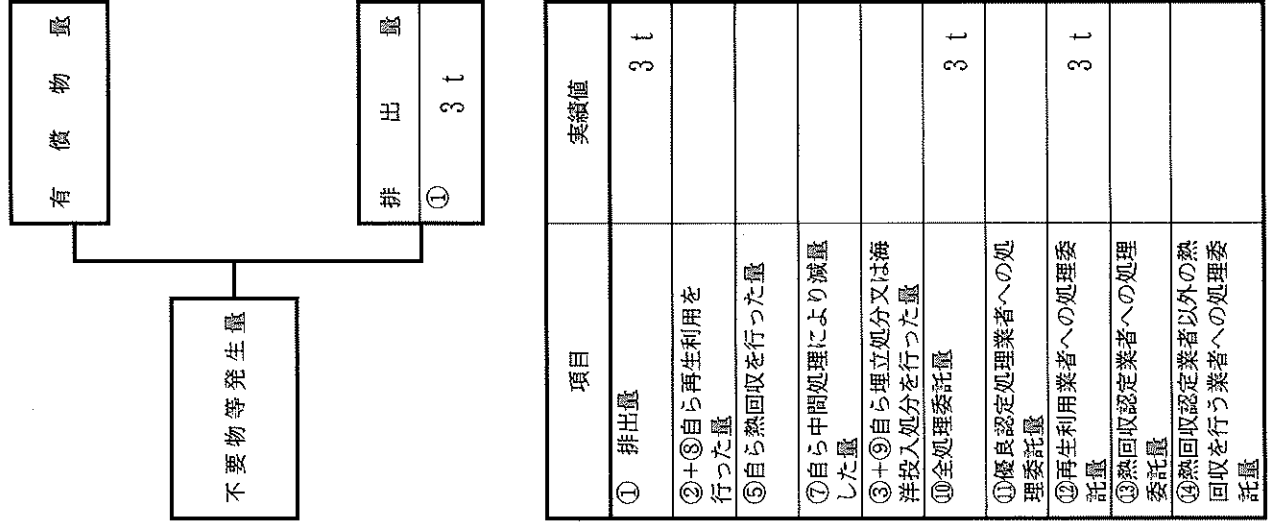 有償物量
不要物等発生量
排出量
①
3 t
項目
実績値
① 排出量
3 t
②+⑧自ら再生利用を
行った量
⑤自ら熱回収を行った量
⑦自ら中間処理により減量
した量
③+⑨自ら埋立処分又は海
洋投入処分を行った量
⑩全処理委託量
3 t
⑪優良認定処理業者への処
理委託量
⑫再生利用業者への処理委
託量
3 t
⑬熱回収認定業者への処理
委託量
⑭熱回収認定業者以外の熱
回収を行う業者への処理委
託量